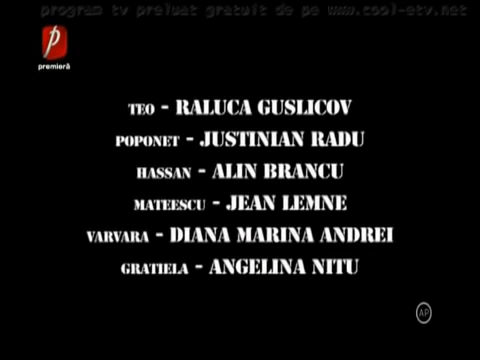 program tv preluat gratuit de pe www.cool-etv.net
P
premieră
TEO - RALUCA GUSLICOV
POPONET - JUSTINIAN RADU
HASSAN - ALIN BRANCU
MATEESCU - JEAN LEMNE
VARVARA - DIANA MARINA ANDREI
GRATIELA - ANGELINA NITU
AP